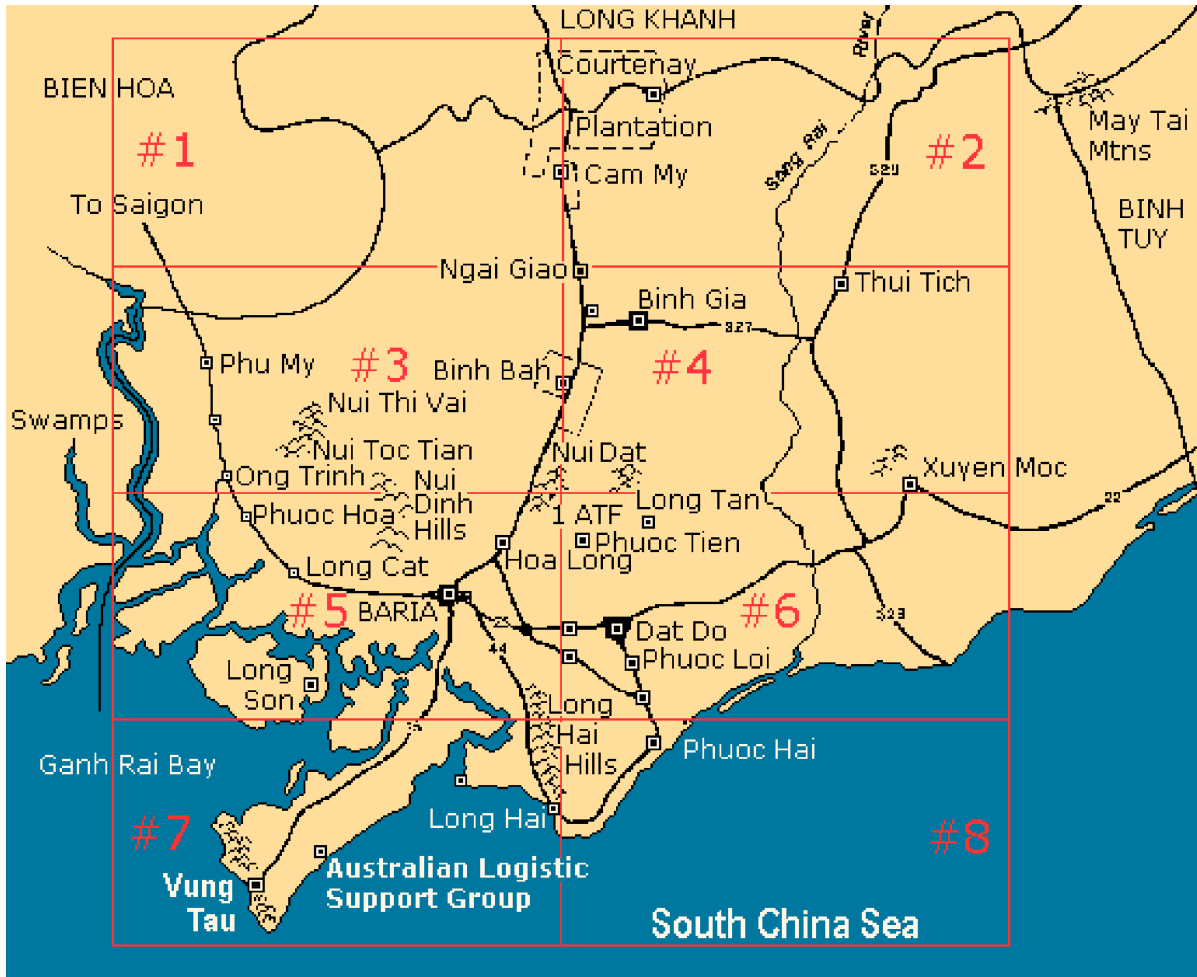 LONG KHANH
River
Courtenay
BIEN HOA
May Tai
Mtns
Plantation
#1
#2
Song Rai
329
Cam My
To Saigon
BINH
TUY
Ngai Giao
Thui Tich
Binh Gia
327
Phu My
#3
Binh Bah
#4
Nui Thi Vai
Swamps
Nui Toc Tian
Nui Dat
Xuyen Moc
Ong Trinh
Nui
Dinh
Hills
Long Tan
22
Phuoc Hoa
1 ATF
Phuoc Tien
Hoa Long
Long Cat
#5
BARIA
#6
23
328
Dat Do
44
Phuoc Loi
Long
Son
Long
Hai
Hills
15
Phuoc Hai
Ganh Rai Bay
Long Hai
#7
#8
Australian Logistic
Support Group
Vung
Tau
South China Sea